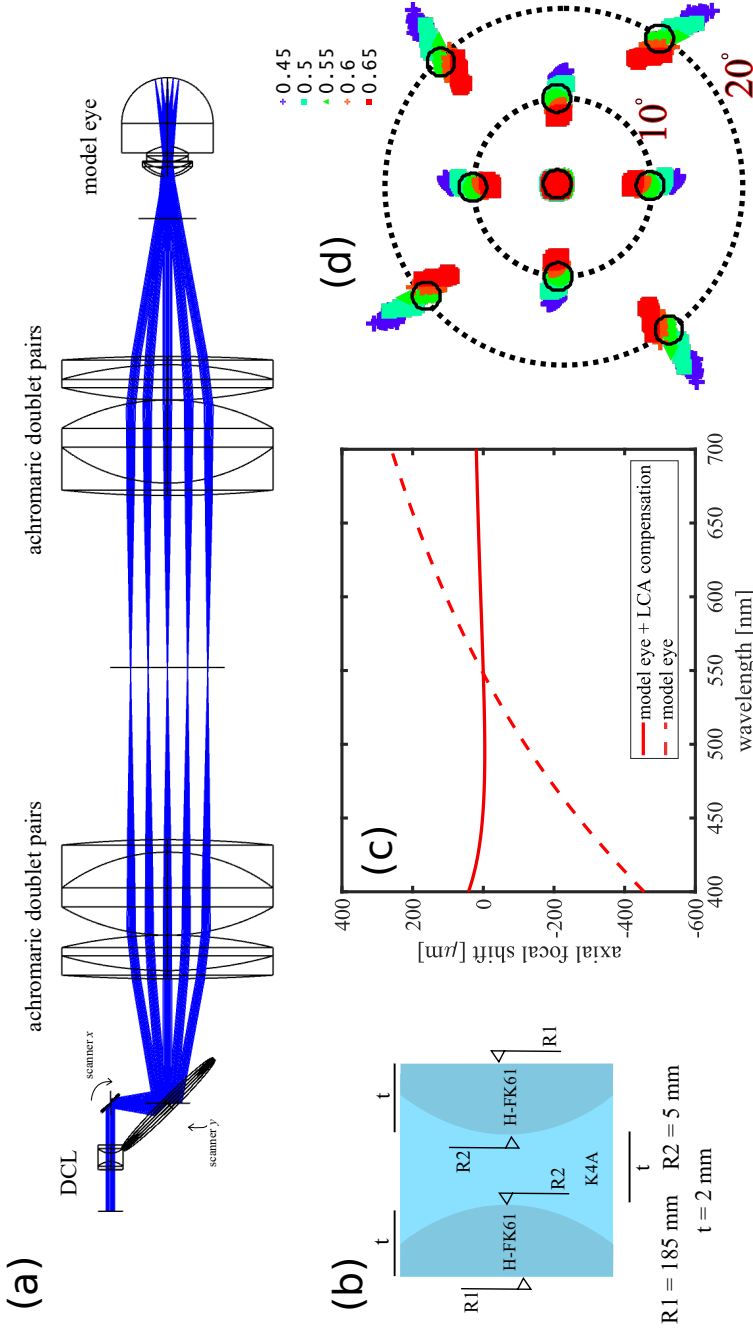 (a)
DCL
scanner x
scanner y
achromaric doublet pairs
achromaric doublet pairs
model eye
(b)
t
t
R1
R2
H-FK61
H-FK61
R2
R1
K4A
t
R1 = 185 mm R2 = 5 mm
t = 2 mm
(c)
400
200
0
-200
-400
-600
axial focal shift [μm]
model eye + LCA compensation
model eye
400
450
500
550
600
650
700
wavelength [nm]
(d)
0.45
0.5
0.55
0.6
0.65
10°
20°